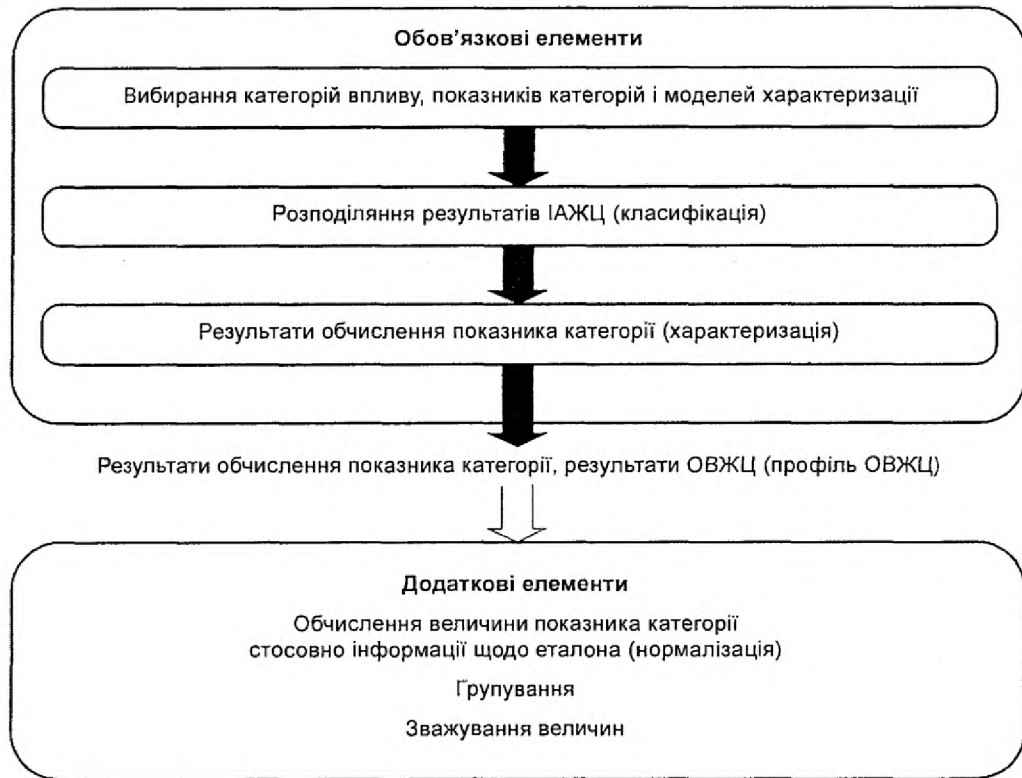 Обов’язкові елементи
Вибирання категорій впливу, показників категорій і моделей характеризації
Розподіляння результатів ІАЖЦ (класифікація)
Результати обчислення показника категорії (характеризація)
Результати обчислення показника категорії, результати ОВЖЦ (профіль ОВЖЦ)
Додаткові елементи
Обчислення величини показника категорії
стосовно інформації щодо еталона (нормалізація)
Ґрупування
Зважування величин